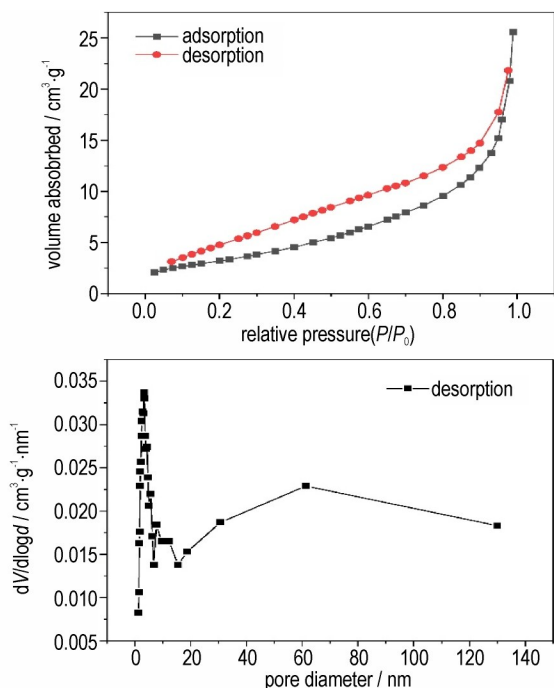 25
20
15
10
5
0
volume absobrbed / cm³·g⁻¹
adsorption
desorption
0.0 0.2 0.4 0.6 0.8 1.0
relative pressure(P/P₀)
0.035
0.030
0.025
0.020
0.015
0.010
0.005
dV/dlogd / cm³·g⁻¹·nm⁻¹
desorption
0 20 40 60 80 100 120 140
pore diameter / nm